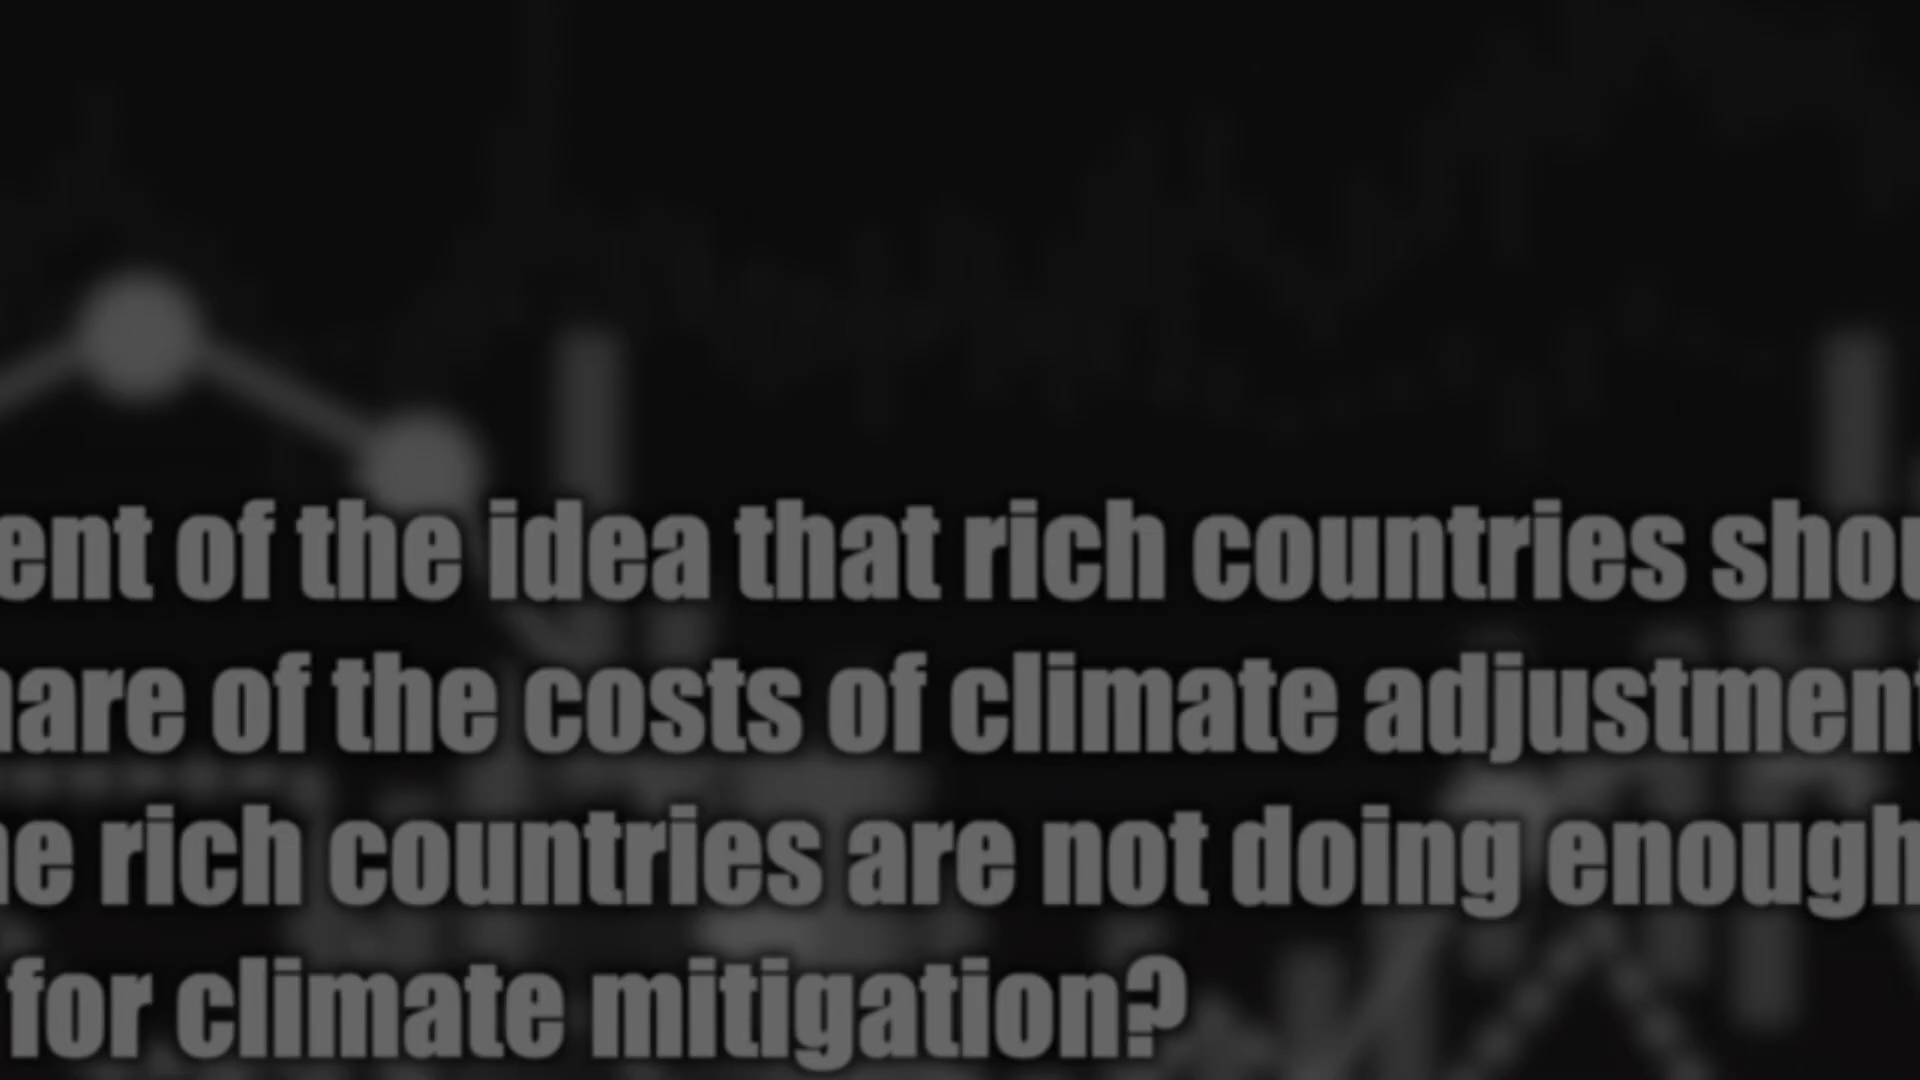 ent of the idea that rich countries shou
are of the costs of climate adjustment
e rich countries are not doing enough
for climate mitigation?